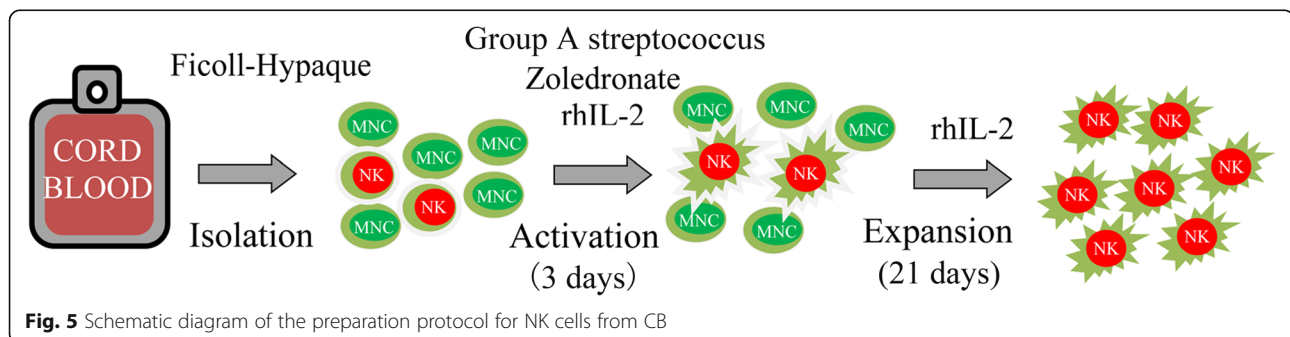 CORD
BLOOD
Ficoll-Hypaque
Isolation
MNC
MNC
MNC
NK
MNC
NK
MNC
MNC
Group A streptococcus
Zoledronate
rhIL-2
Activation
(3 days)
MNC
MNC
MNC
NK
NK
MNC
MNC
rhIL-2
Expansion
(21 days)
NK
NK
NK
NK
NK
NK
NK
Fig. 5 Schematic diagram of the preparation protocol for NK cells from CB